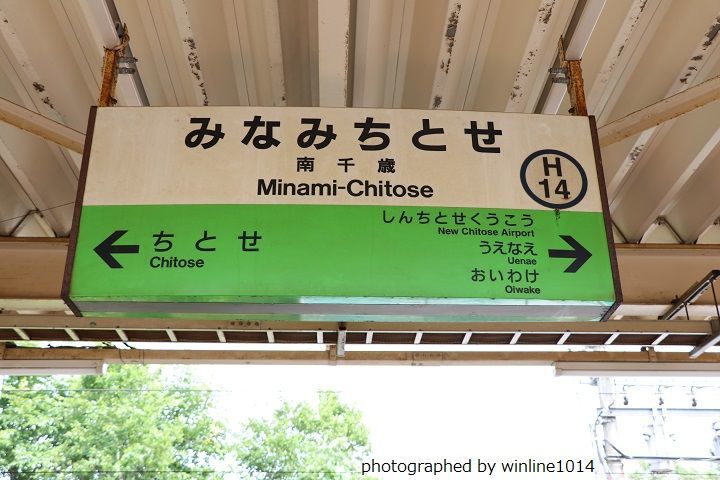 みなみちとせ
南千歳
Minami-Chitose
H
14
ちとせ
Chitose
しんちとせくうこう
New Chitose Airport
うえなえ
Uenae
おいわけ
Oiwake
photographed by winline1014